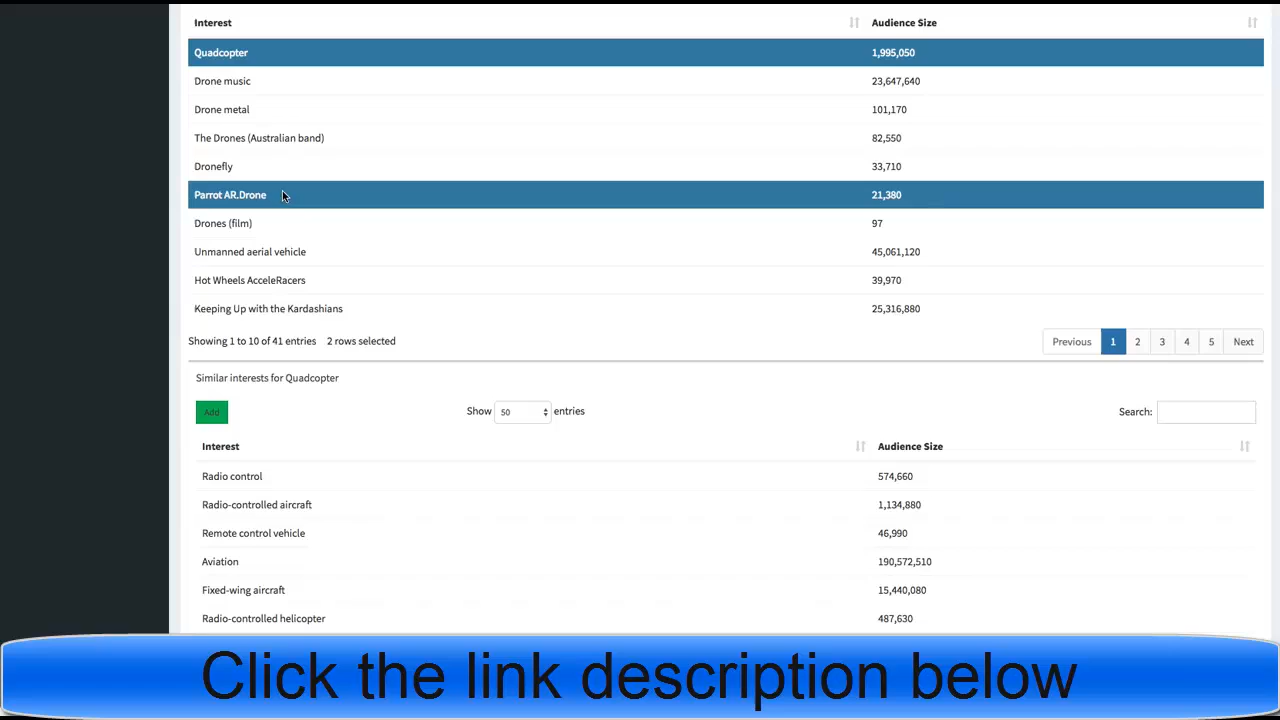 Interest Audience Size
Quadcopter 1,995,050
Drone music 23,647,640
Drone metal 101,170
The Drones (Australian band) 82,550
Dronefly 33,710
Parrot AR.Drone 21,380
Drones (film) 97
Unmanned aerial vehicle 45,061,120
Hot Wheels AcceleRacers 39,970
Keeping Up with the Kardashians 25,316,880
Showing 1 to 10 of 41 entries 2 rows selected Previous 1 2 3 4 5 Next
Similar interests for Quadcopter
Add Show 50 entries Search:
Interest Audience Size
Radio control 574,660
Radio-controlled aircraft 1,134,880
Remote control vehicle 46,990
Aviation 190,572,510
Fixed-wing aircraft 15,440,080
Radio-controlled helicopter 487,630
Click the link description below